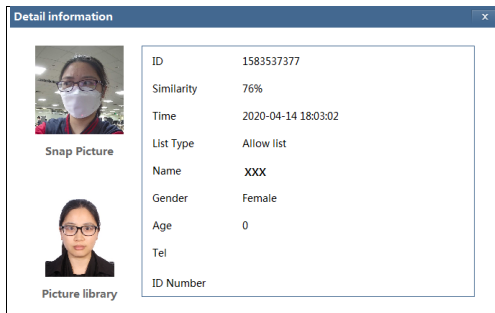 Detail information x
ID 1583537377
Similarity 76%
Time 2020-04-14 18:03:02
List Type Allow list
Snap Picture
Name XXX
Gender Female
Age 0
Tel
ID Number
Picture library